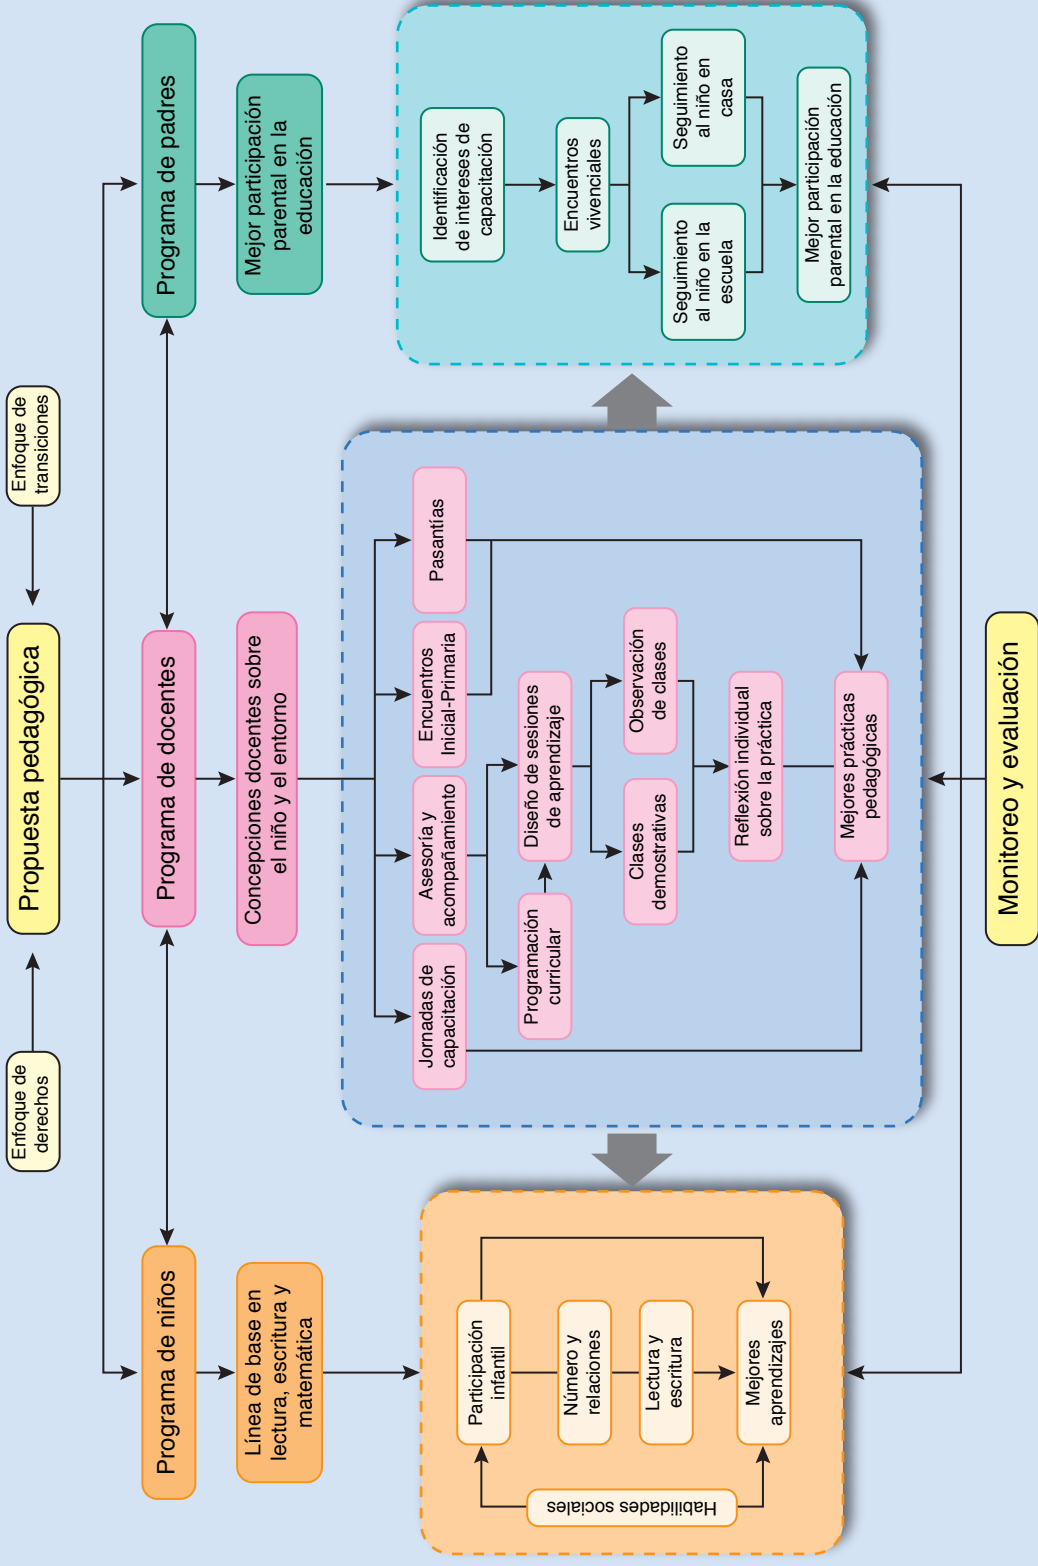 Enfoque de
derechos
Propuesta pedagógica
Enfoque de
transiciones
Programa de niños
Programa de docentes
Programa de padres
Línea de base en
lectura, escritura y
matemática
Concepciones docentes sobre
el niño y el entorno
Mejor participación
parental en la
educación
Habilidades sociales
Participación
infantil
Número y
relaciones
Lectura y
escritura
Mejores
aprendizajes
Jornadas de
capacitación
Asesoría y
acompañamiento
Encuentros
Inicial-Primaria
Pasantías
Programación
curricular
Diseño de sesiones
de aprendizaje
Clases
demostrativas
Observación
de clases
Reflexión individual
sobre la práctica
Mejores prácticas
pedagógicas
Identificación
de intereses de
capacitación
Encuentros
vivenciales
Seguimiento
al niño en la
escuela
Seguimiento
al niño en
casa
Mejor participación
parental en la educación
Monitoreo y evaluación